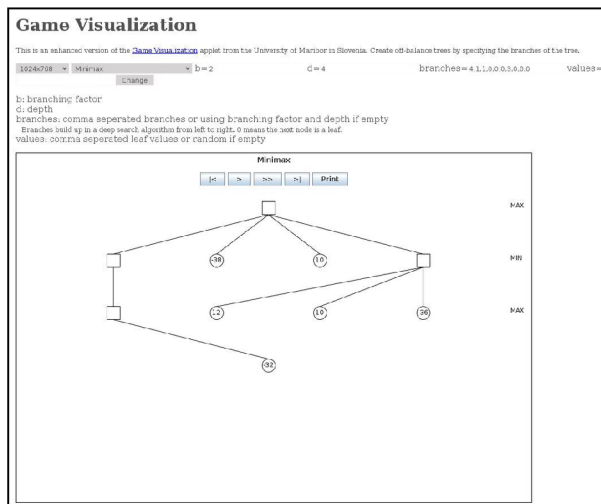 Game Visualization
This is an enhanced version of the Game Visualization applet from the University of Maribor in Slovenia. Create off-balance trees by specifying the branches of the tree.
1024x768 Minimax b=2 d=4 branches=4,1,1,0,0,0,3,0,0,0 values=
Change
b: branching factor
d: depth
branches: comma seperated branches or using branching factor and depth if empty
Branches build up in a deep search algorithm from left to right. 0 means the next node is a leaf.
values: comma seperated leaf values or random if empty
Minimax
|< > >> >| Print
MAX
-38 10 MIN
12 10 36 MAX
-32